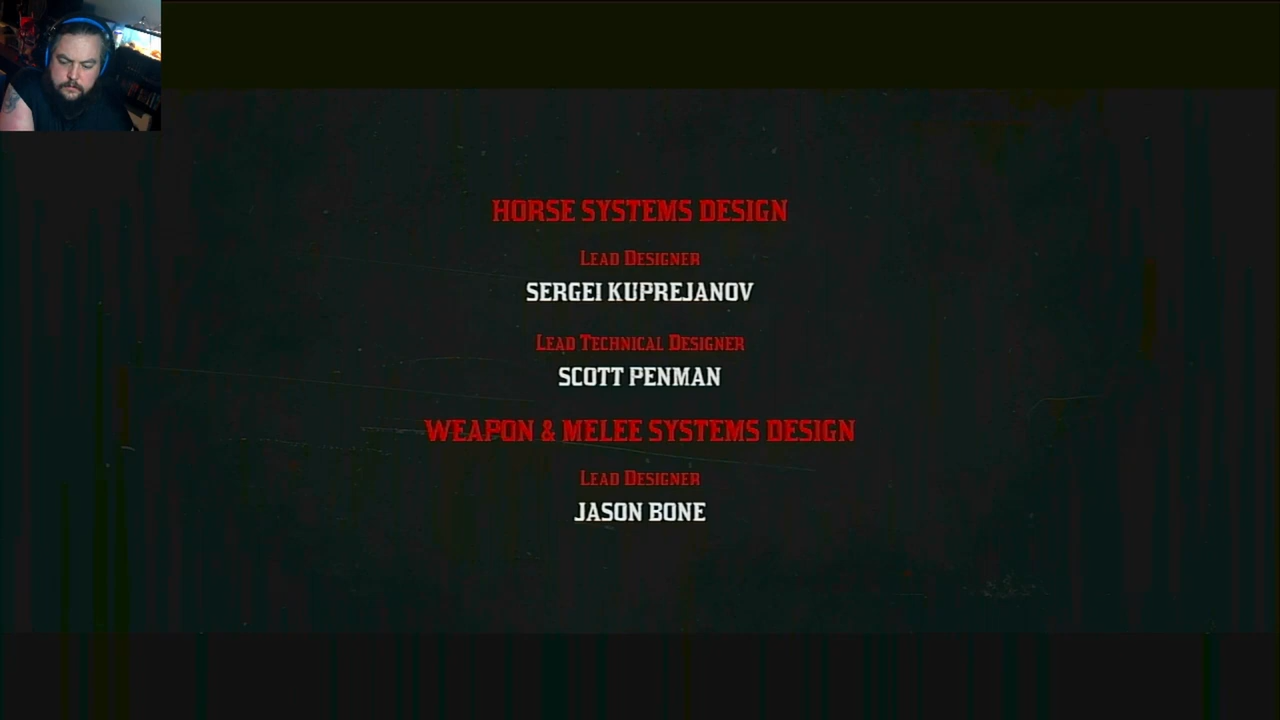 HORSE SYSTEMS DESIGN
LEAD DESIGNER
SERGEI KUPREJANOV
LEAD TECHNICAL DESIGNER
SCOTT PENMAN
WEAPON & MELEE SYSTEMS DESIGN
LEAD DESIGNER
JASON BONE